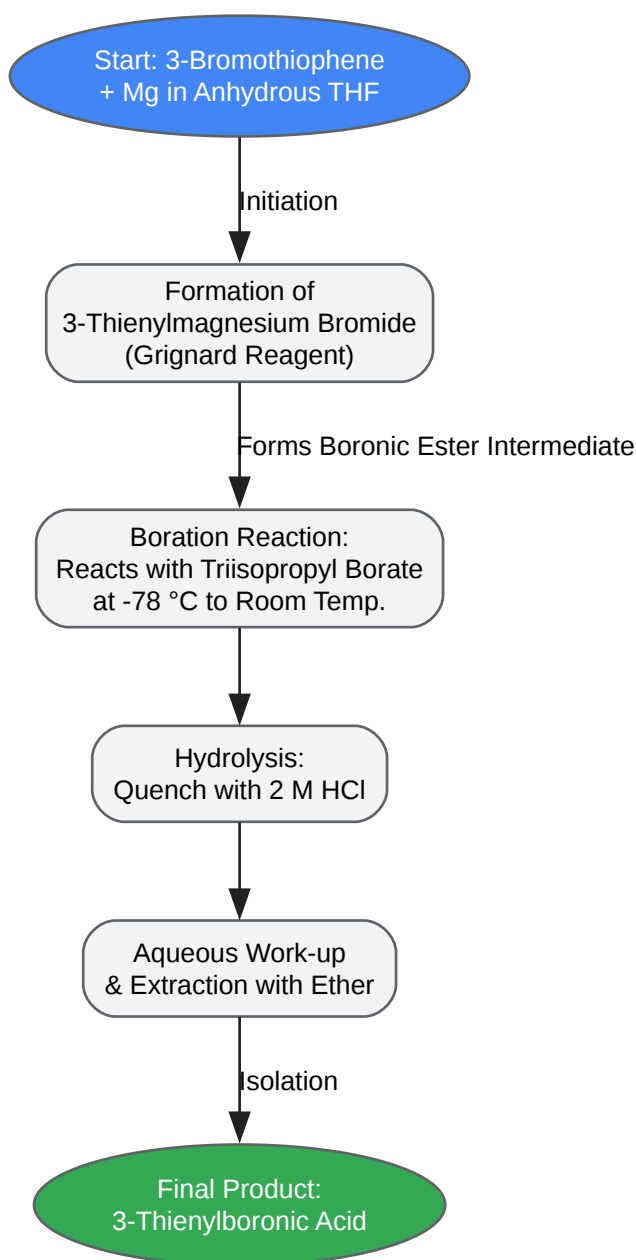 Start: 3-Bromothiophene
+ Mg in Anhydrous THF
Initiation
Formation of
3-Thienylmagnesium Bromide
(Grignard Reagent)
Forms Boronic Ester Intermediate
Boration Reaction:
Reacts with Triisopropyl Borate
at -78 °C to Room Temp.
Hydrolysis:
Quench with 2 M HCl
Aqueous Work-up
& Extraction with Ether
Isolation
Final Product:
3-Thienylboronic Acid